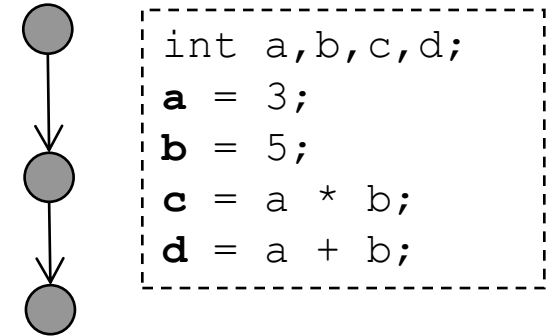 int a,b,c,d;
a = 3;
b = 5;
c = a * b;
d = a + b;